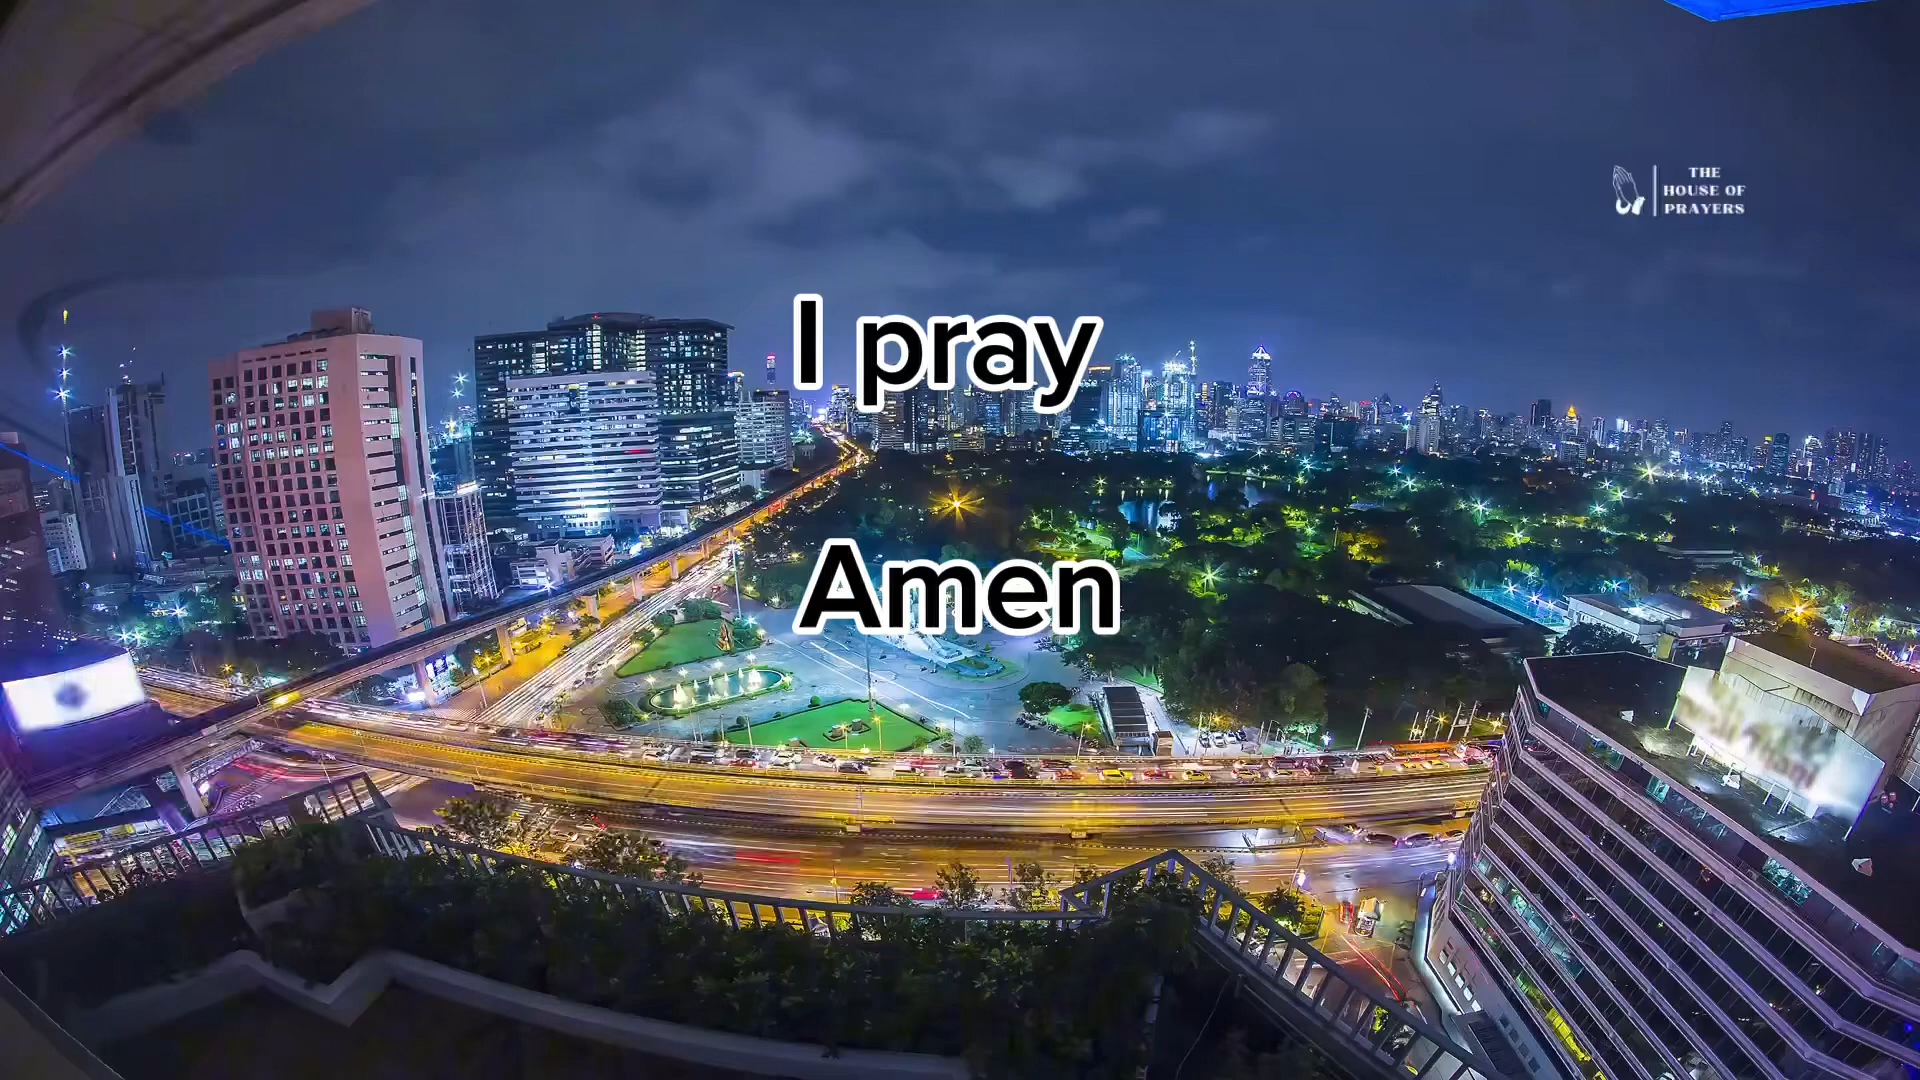 THE
HOUSE OF
PRAYERS
I pray
Amen